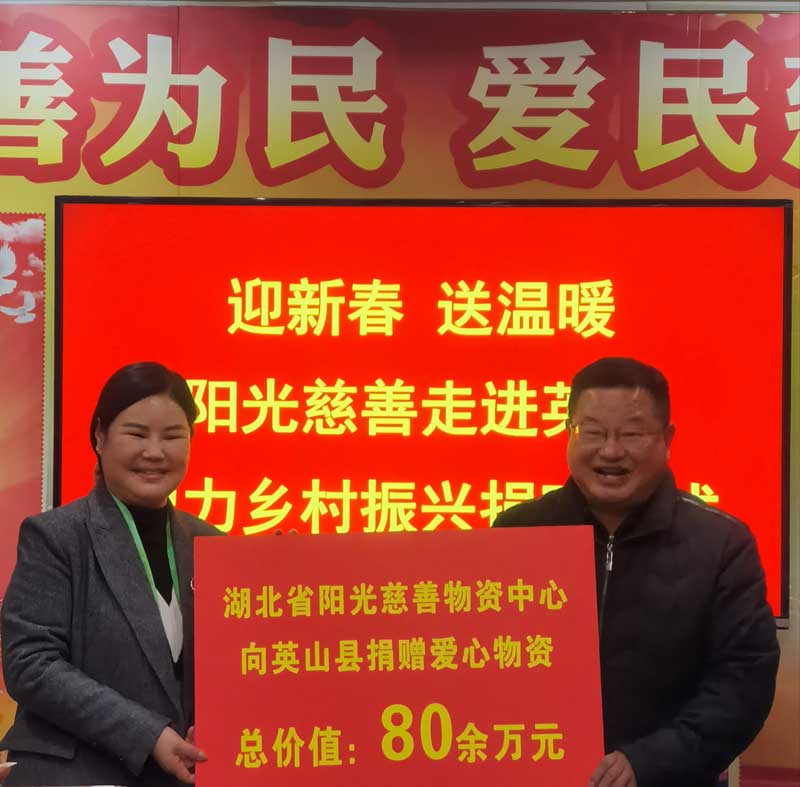 善为民 爱民
迎新春 送温暖
阳光慈善走进英
力乡村振兴捐
湖北省阳光慈善物资中心
向英山县捐赠爱心物资
总价值：80余万元